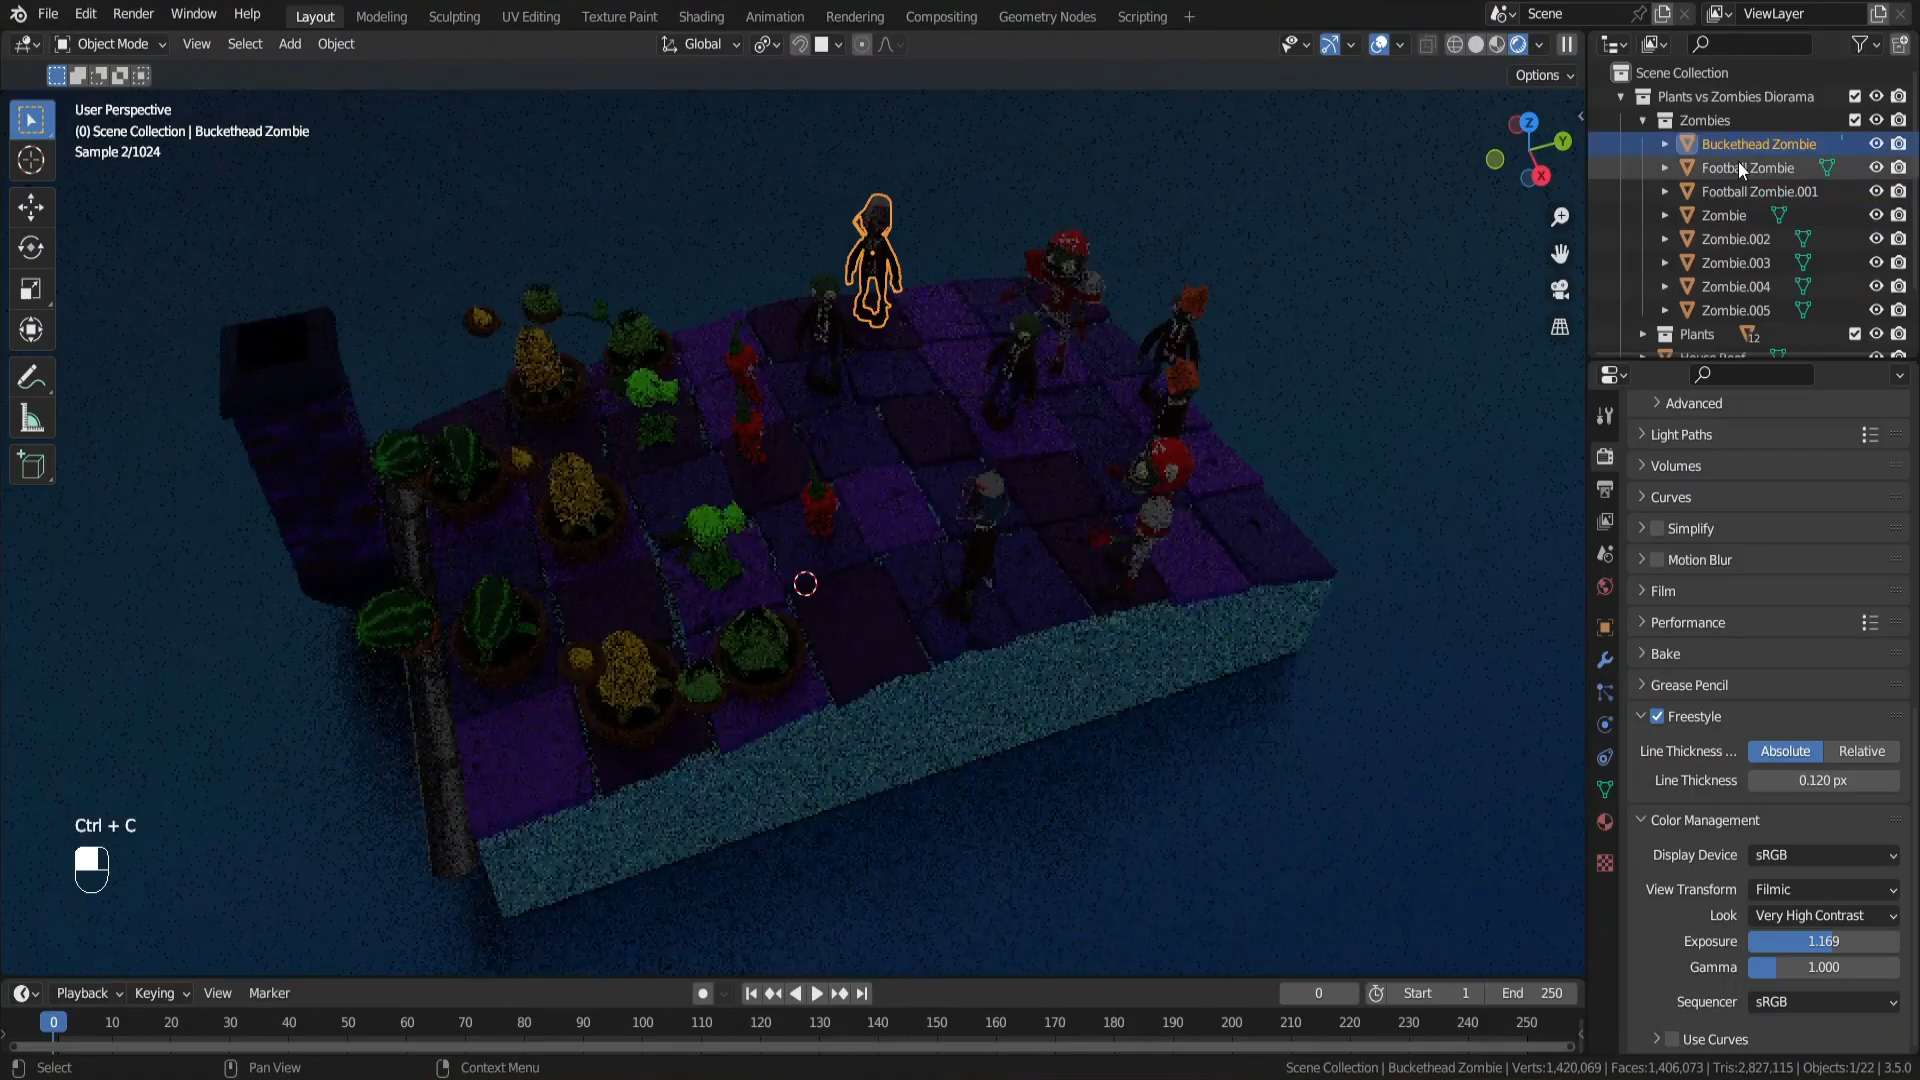 File Edit Render Window Help Layout Modeling Sculpting UV Editing Texture Paint Shading Animation Rendering Compositing Geometry Nodes Scripting + Scene ViewLayer
Object Mode View Select Add Object Global
Options
User Perspective
(0) Scene Collection | Buckethead Zombie
Sample 2/1024
Z
Y
X
Scene Collection
Plants vs Zombies Diorama
Zombies
Buckethead Zombie
Football Zombie
Football Zombie.001
Zombie
Zombie.002
Zombie.003
Zombie.004
Zombie.005
Plants 12
House Roof
Advanced
Light Paths
Volumes
Curves
Simplify
Motion Blur
Film
Performance
Bake
Grease Pencil
Freestyle
Line Thickness ... Absolute Relative
Line Thickness 0.120 px
Color Management
Display Device sRGB
View Transform Filmic
Look Very High Contrast
Exposure 1.169
Gamma 1.000
Sequencer sRGB
Use Curves
Ctrl + C
Playback Keying View Marker 0 Start 1 End 250
0 10 20 30 40 50 60 70 80 90 100 110 120 130 140 150 160 170 180 190 200 210 220 230 240 250
Select Pan View Context Menu Scene Collection | Buckethead Zombie | Verts:1,420,069 | Faces:1,406,073 | Tris:2,827,115 | Objects:1/22 | 3.5.0